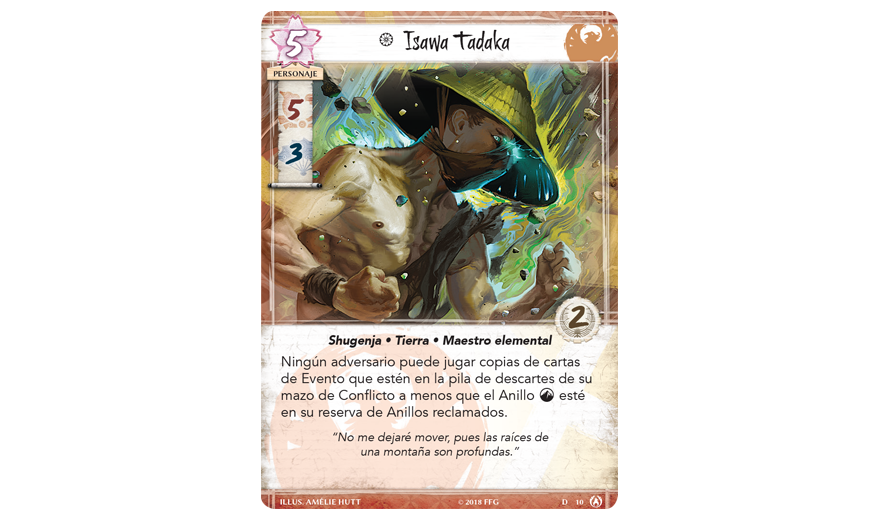 5
Isawa Tadaka
PERSONAJE
5
3
2
Shugenja • Tierra • Maestro elemental
Ningún adversario puede jugar copias de cartas
de Evento que estén en la pila de descartes de su
mazo de Conflicto a menos que el Anillo esté
en su reserva de Anillos reclamados.
“No me dejaré mover, pues las raíces de
una montaña son profundas.”
ILLUS. AMÉLIE HUTT © 2018 FFG D 10